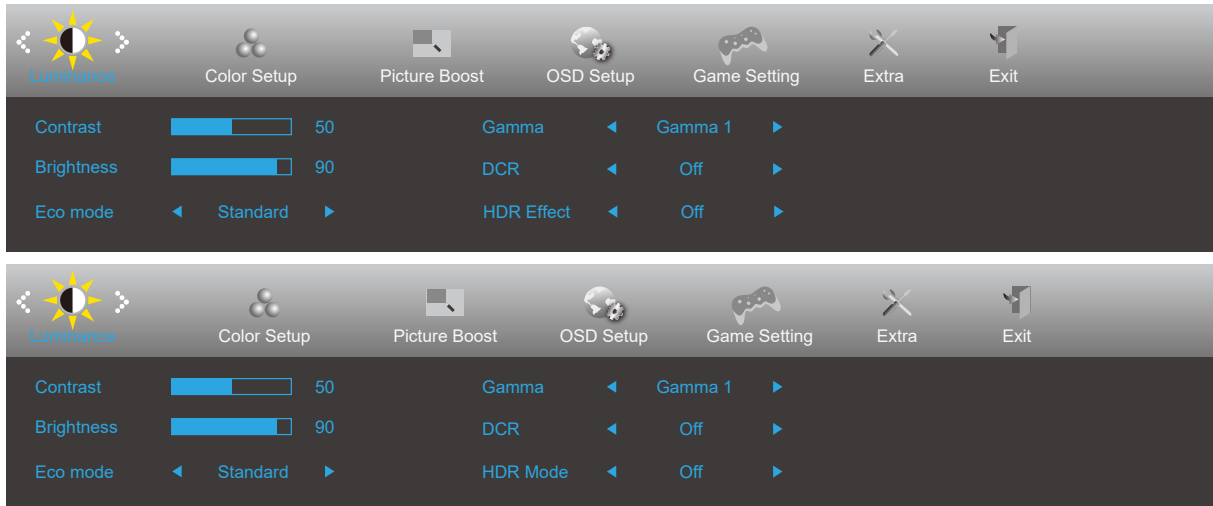 Luminance Color Setup Picture Boost OSD Setup Game Setting Extra Exit
Contrast 50 Gamma Gamma 1
Brightness 90 DCR Off
Eco mode Standard HDR Effect Off
Luminance Color Setup Picture Boost OSD Setup Game Setting Extra Exit
Contrast 50 Gamma Gamma 1
Brightness 90 DCR Off
Eco mode Standard HDR Mode Off